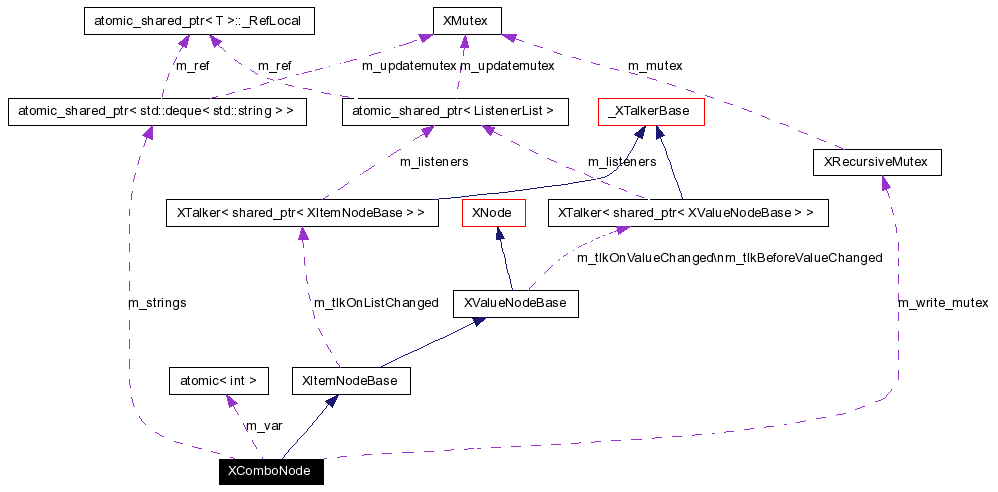 atomic_shared_ptr< T >::_RefLocal
XMutex
m_ref
m_ref
m_updatemutex
m_updatemutex
m_mutex
atomic_shared_ptr< std::deque< std::string > >
atomic_shared_ptr< ListenerList >
_XTalkerBase
m_listeners
m_listeners
XRecursiveMutex
XTalker< shared_ptr< XItemNodeBase > >
XNode
XTalker< shared_ptr< XValueNodeBase > >
m_tlkOnValueChanged\nm_tlkBeforeValueChanged
m_strings
m_tlkOnListChanged
XValueNodeBase
m_write_mutex
atomic< int >
XItemNodeBase
m_var
XComboNode